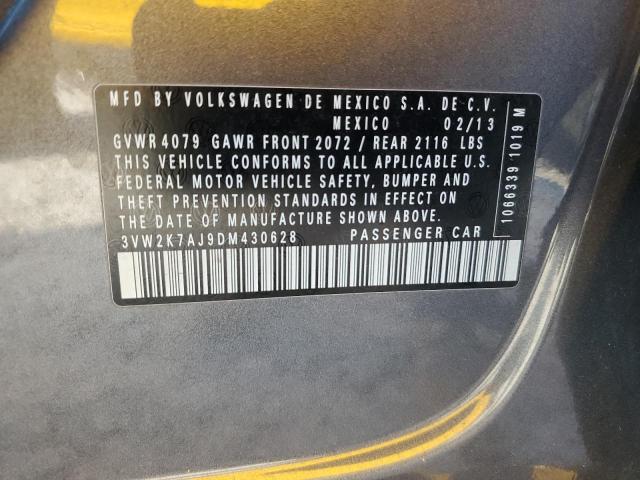 MFD BY VOLKSWAGEN DE MEXICO S.A. DE C.V.
MEXICO 02/13
GVWR 4079 GAWR FRONT 2072 / REAR 2116 LBS
THIS VEHICLE CONFORMS TO ALL APPLICABLE U.S.
FEDERAL MOTOR VEHICLE SAFETY, BUMPER AND
THEFT PREVENTION STANDARDS IN EFFECT ON
THE DATE OF MANUFACTURE SHOWN ABOVE.
3VW2K7AJ9DM430628 PASSENGER CAR
1066339 1019 M